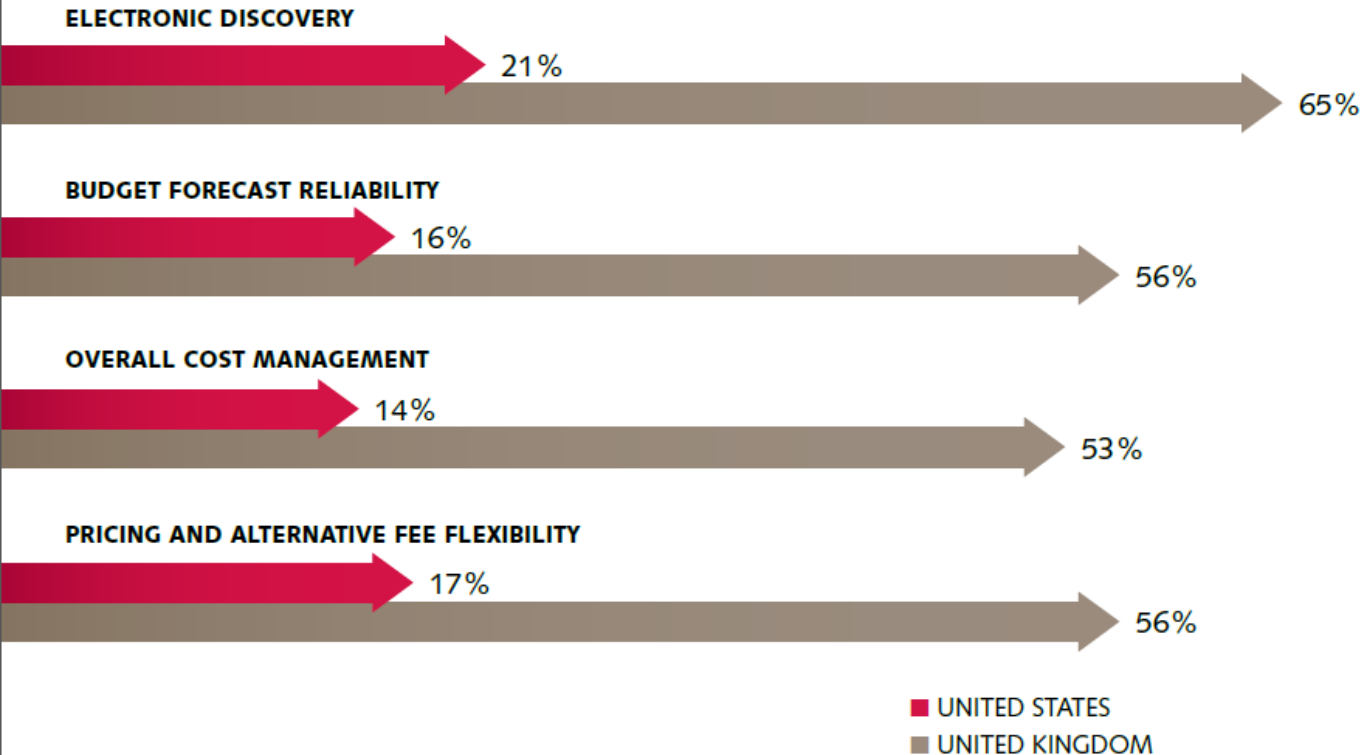 ELECTRONIC DISCOVERY
21%
65%
BUDGET FORECAST RELIABILITY
16%
56%
OVERALL COST MANAGEMENT
14%
53%
PRICING AND ALTERNATIVE FEE FLEXIBILITY
17%
56%
UNITED STATES
UNITED KINGDOM